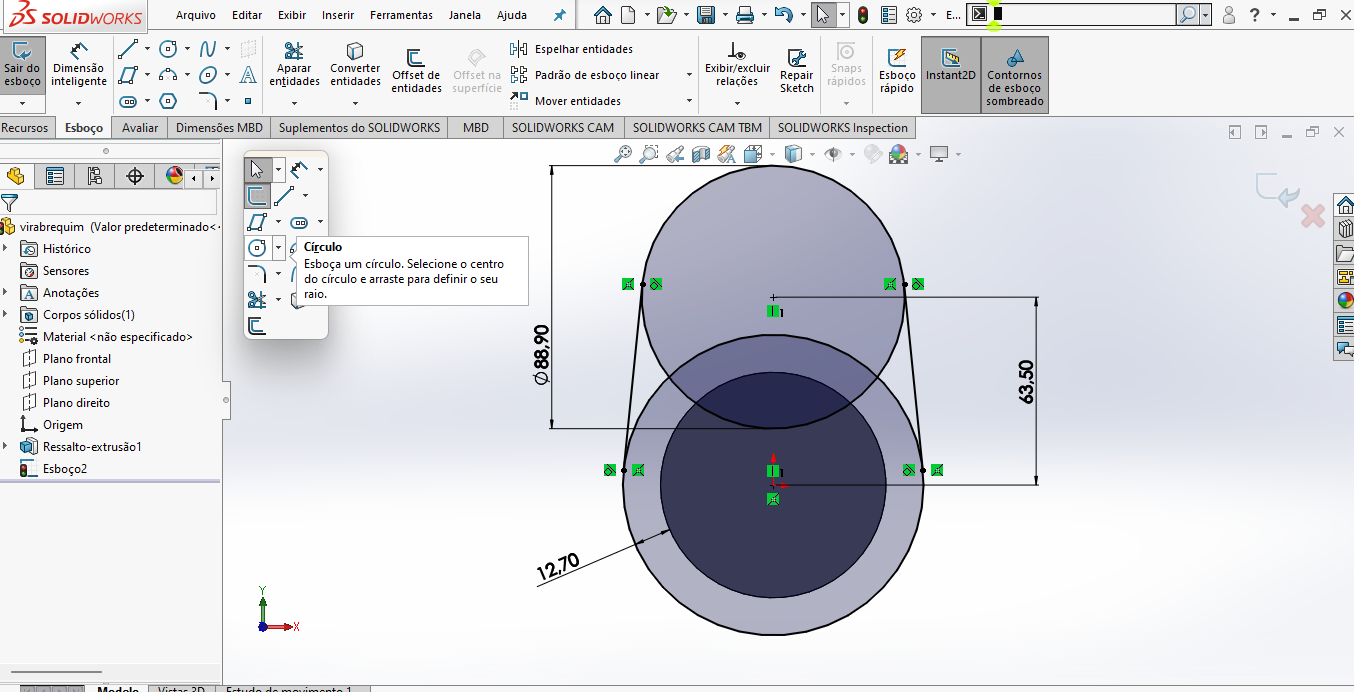 SOLIDWORKS
Arquivo Editar Exibir Inserir Ferramentas Janela Ajuda
E...
?
Sair do esboço
Dimensão inteligente
Aparar entidades
Converter entidades
Offset de entidades
Offset na superfície
Espelhar entidades
Padrão de esboço linear
Mover entidades
Exibir/excluir relações
Repair Sketch
Snaps rápidos
Esboço rápido
Instant2D
Contornos de esboço sombreado
Recursos Esboço Avaliar Dimensões MBD Suplementos do SOLIDWORKS MBD SOLIDWORKS CAM SOLIDWORKS CAM TBM SOLIDWORKS Inspection
virabrequim (Valor predeterminado<
Histórico
Sensores
Anotações
Corpos sólidos(1)
Material <não especificado>
Plano frontal
Plano superior
Plano direito
Origem
Ressalto-extrusão1
Esboço2
Círculo
Esboça um círculo. Selecione o centro
do círculo e arraste para definir o seu
raio.
∅88,90
63,50
12,70
1
1
Y
X
Modelo Vistas 3D Estudo de movimento 1